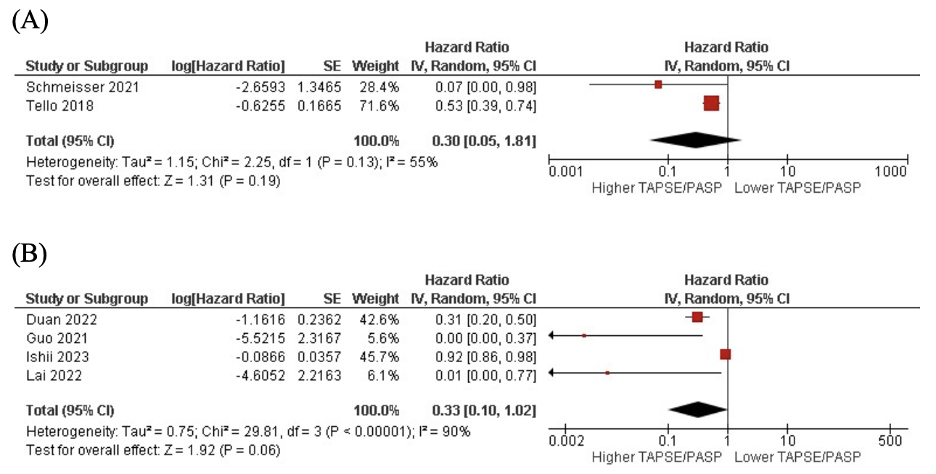 (A)
Hazard Ratio Hazard Ratio
Study or Subgroup log[Hazard Ratio] SE Weight IV, Random, 95% CI IV, Random, 95% CI
Schmeisser 2021 -2.6593 1.3465 28.4% 0.07 [0.00, 0.98]
Tello 2018 -0.6255 0.1665 71.6% 0.53 [0.39, 0.74]
Total (95% CI) 100.0% 0.30 [0.05, 1.81]
Heterogeneity: Tau² = 1.15; Chi² = 2.25, df = 1 (P = 0.13); I² = 55%
Test for overall effect: Z = 1.31 (P = 0.19)
0.001 0.1 1 10 1000
Higher TAPSE/PASP Lower TAPSE/PASP
(B)
Hazard Ratio Hazard Ratio
Study or Subgroup log[Hazard Ratio] SE Weight IV, Random, 95% CI IV, Random, 95% CI
Duan 2022 -1.1616 0.2362 42.6% 0.31 [0.20, 0.50]
Guo 2021 -5.5215 2.3167 5.6% 0.00 [0.00, 0.37]
Ishii 2023 -0.0866 0.0357 45.7% 0.92 [0.86, 0.98]
Lai 2022 -4.6052 2.2163 6.1% 0.01 [0.00, 0.77]
Total (95% CI) 100.0% 0.33 [0.10, 1.02]
Heterogeneity: Tau² = 0.75; Chi² = 29.81, df = 3 (P < 0.00001); I² = 90%
Test for overall effect: Z = 1.92 (P = 0.06)
0.002 0.1 1 10 500
Higher TAPSE/PASP Lower TAPSE/PASP